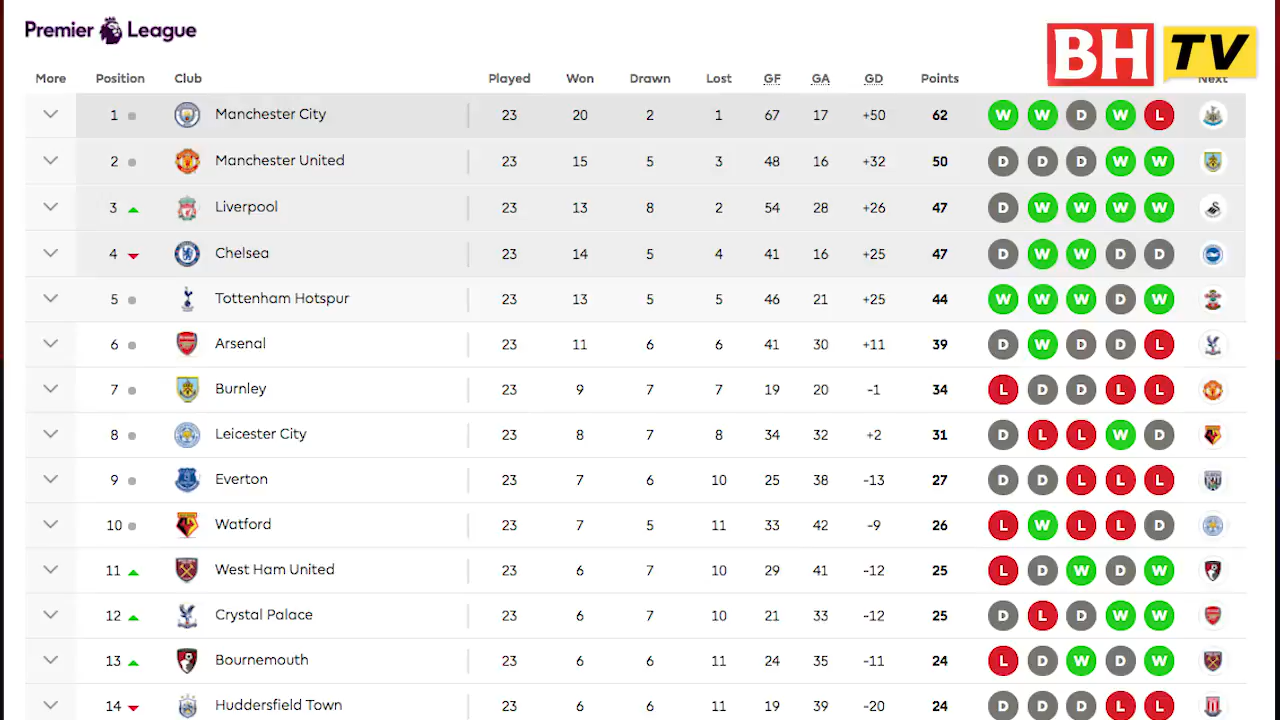 Premier League
BH TV
More Position Club Played Won Drawn Lost GF GA GD Points Next
1 Manchester City 23 20 2 1 67 17 +50 62 W W D W L
2 Manchester United 23 15 5 3 48 16 +32 50 D D D W W
3 Liverpool 23 13 8 2 54 28 +26 47 D W W W W
4 Chelsea 23 14 5 4 41 16 +25 47 D W W D D
5 Tottenham Hotspur 23 13 5 5 46 21 +25 44 W W W D W
6 Arsenal 23 11 6 6 41 30 +11 39 D W D D L
7 Burnley 23 9 7 7 19 20 -1 34 L D D L L
8 Leicester City 23 8 7 8 34 32 +2 31 D L L W D
9 Everton 23 7 6 10 25 38 -13 27 D D L L L
10 Watford 23 7 5 11 33 42 -9 26 L W L L D
11 West Ham United 23 6 7 10 29 41 -12 25 L D W D W
12 Crystal Palace 23 6 7 10 21 33 -12 25 D L D W W
13 Bournemouth 23 6 6 11 24 35 -11 24 L D W D W
14 Huddersfield Town 23 6 6 11 19 39 -20 24 D D D L L